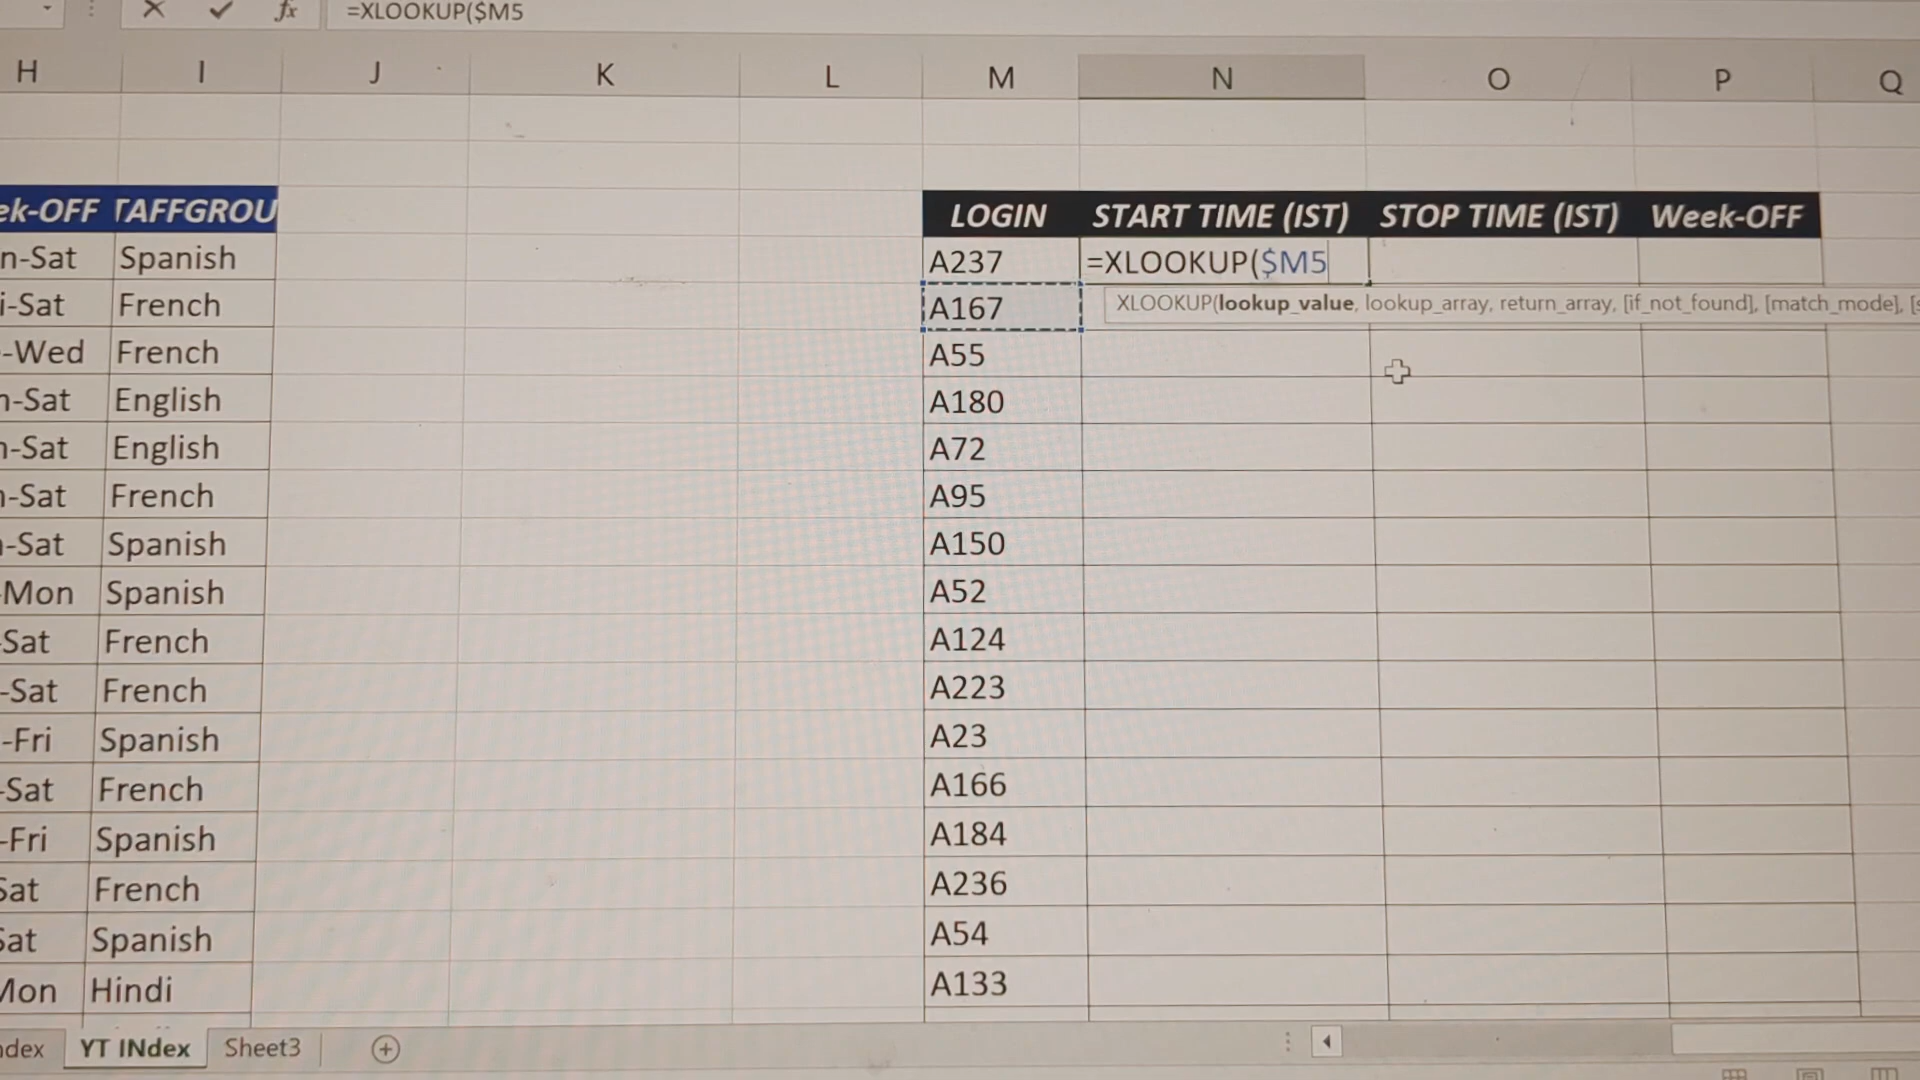 =XLOOKUP($M5
H I J K L M N O P Q
ek-OFF TAFFGROU LOGIN START TIME (IST) STOP TIME (IST) Week-OFF
n-Sat Spanish A237 =XLOOKUP($M5
i-Sat French A167 XLOOKUP(lookup_value, lookup_array, return_array, [if_not_found], [match_mode], [s
-Wed French A55
n-Sat English A180
n-Sat English A72
n-Sat French A95
-Sat Spanish A150
-Mon Spanish A52
-Sat French A124
-Sat French A223
-Fri Spanish A23
-Sat French A166
-Fri Spanish A184
Sat French A236
Sat Spanish A54
Mon Hindi A133
ndex YT INdex Sheet3